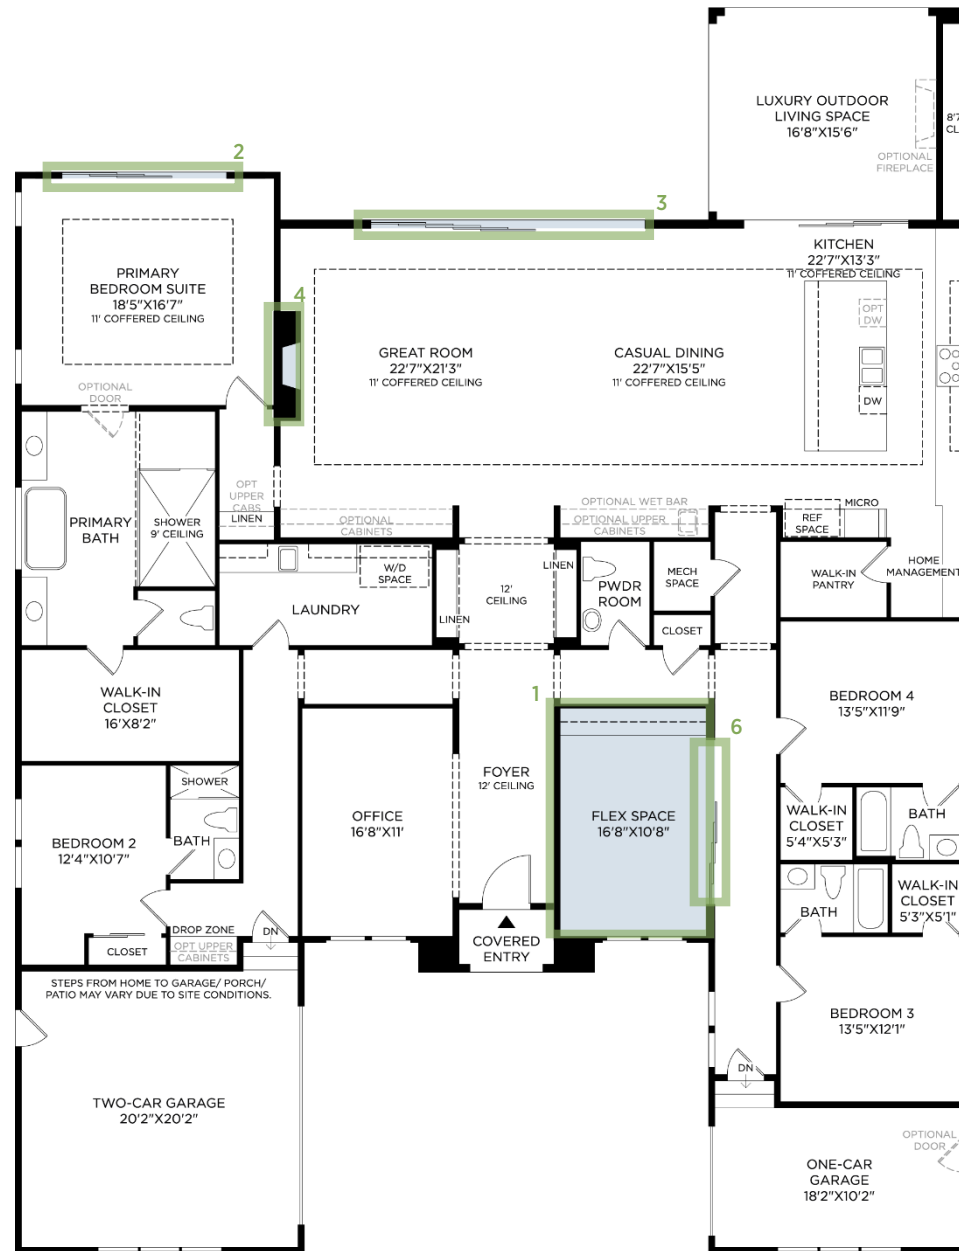 LUXURY OUTDOOR
LIVING SPACE
16'8"X15'6"
OPTIONAL
FIREPLACE
8'7
CL
2
3
PRIMARY
BEDROOM SUITE
18'5"X16'7"
11' COFFERED CEILING
4
KITCHEN
22'7"X13'3"
11' COFFERED CEILING
OPT
DW
DW
GREAT ROOM
22'7"X21'3"
11' COFFERED CEILING
CASUAL DINING
22'7"X15'5"
11' COFFERED CEILING
OPTIONAL
DOOR
PRIMARY
BATH
SHOWER
9' CEILING
OPT
UPPER
CABS
LINEN
OPTIONAL
CABINETS
OPTIONAL WET BAR
OPTIONAL UPPER
CABINETS
MICRO
REF
SPACE
W/D
SPACE
LAUNDRY
LINEN
12'
CEILING
LINEN
PWDR
ROOM
MECH
SPACE
CLOSET
WALK-IN
PANTRY
HOME
MANAGEMENT
WALK-IN
CLOSET
16'X8'2"
1
6
BEDROOM 4
13'5"X11'9"
FOYER
12' CEILING
OFFICE
16'8"X11'
FLEX SPACE
16'8"X10'8"
SHOWER
BATH
BEDROOM 2
12'4"X10'7"
WALK-IN
CLOSET
5'4"X5'3"
BATH
BATH
WALK-IN
CLOSET
5'3"X5'1"
DROP ZONE
OPT UPPER
CABINETS
CLOSET
DN
COVERED
ENTRY
STEPS FROM HOME TO GARAGE/ PORCH/
PATIO MAY VARY DUE TO SITE CONDITIONS.
BEDROOM 3
13'5"X12'1"
DN
TWO-CAR GARAGE
20'2"X20'2"
OPTIONAL
DOOR
ONE-CAR
GARAGE
18'2"X10'2"